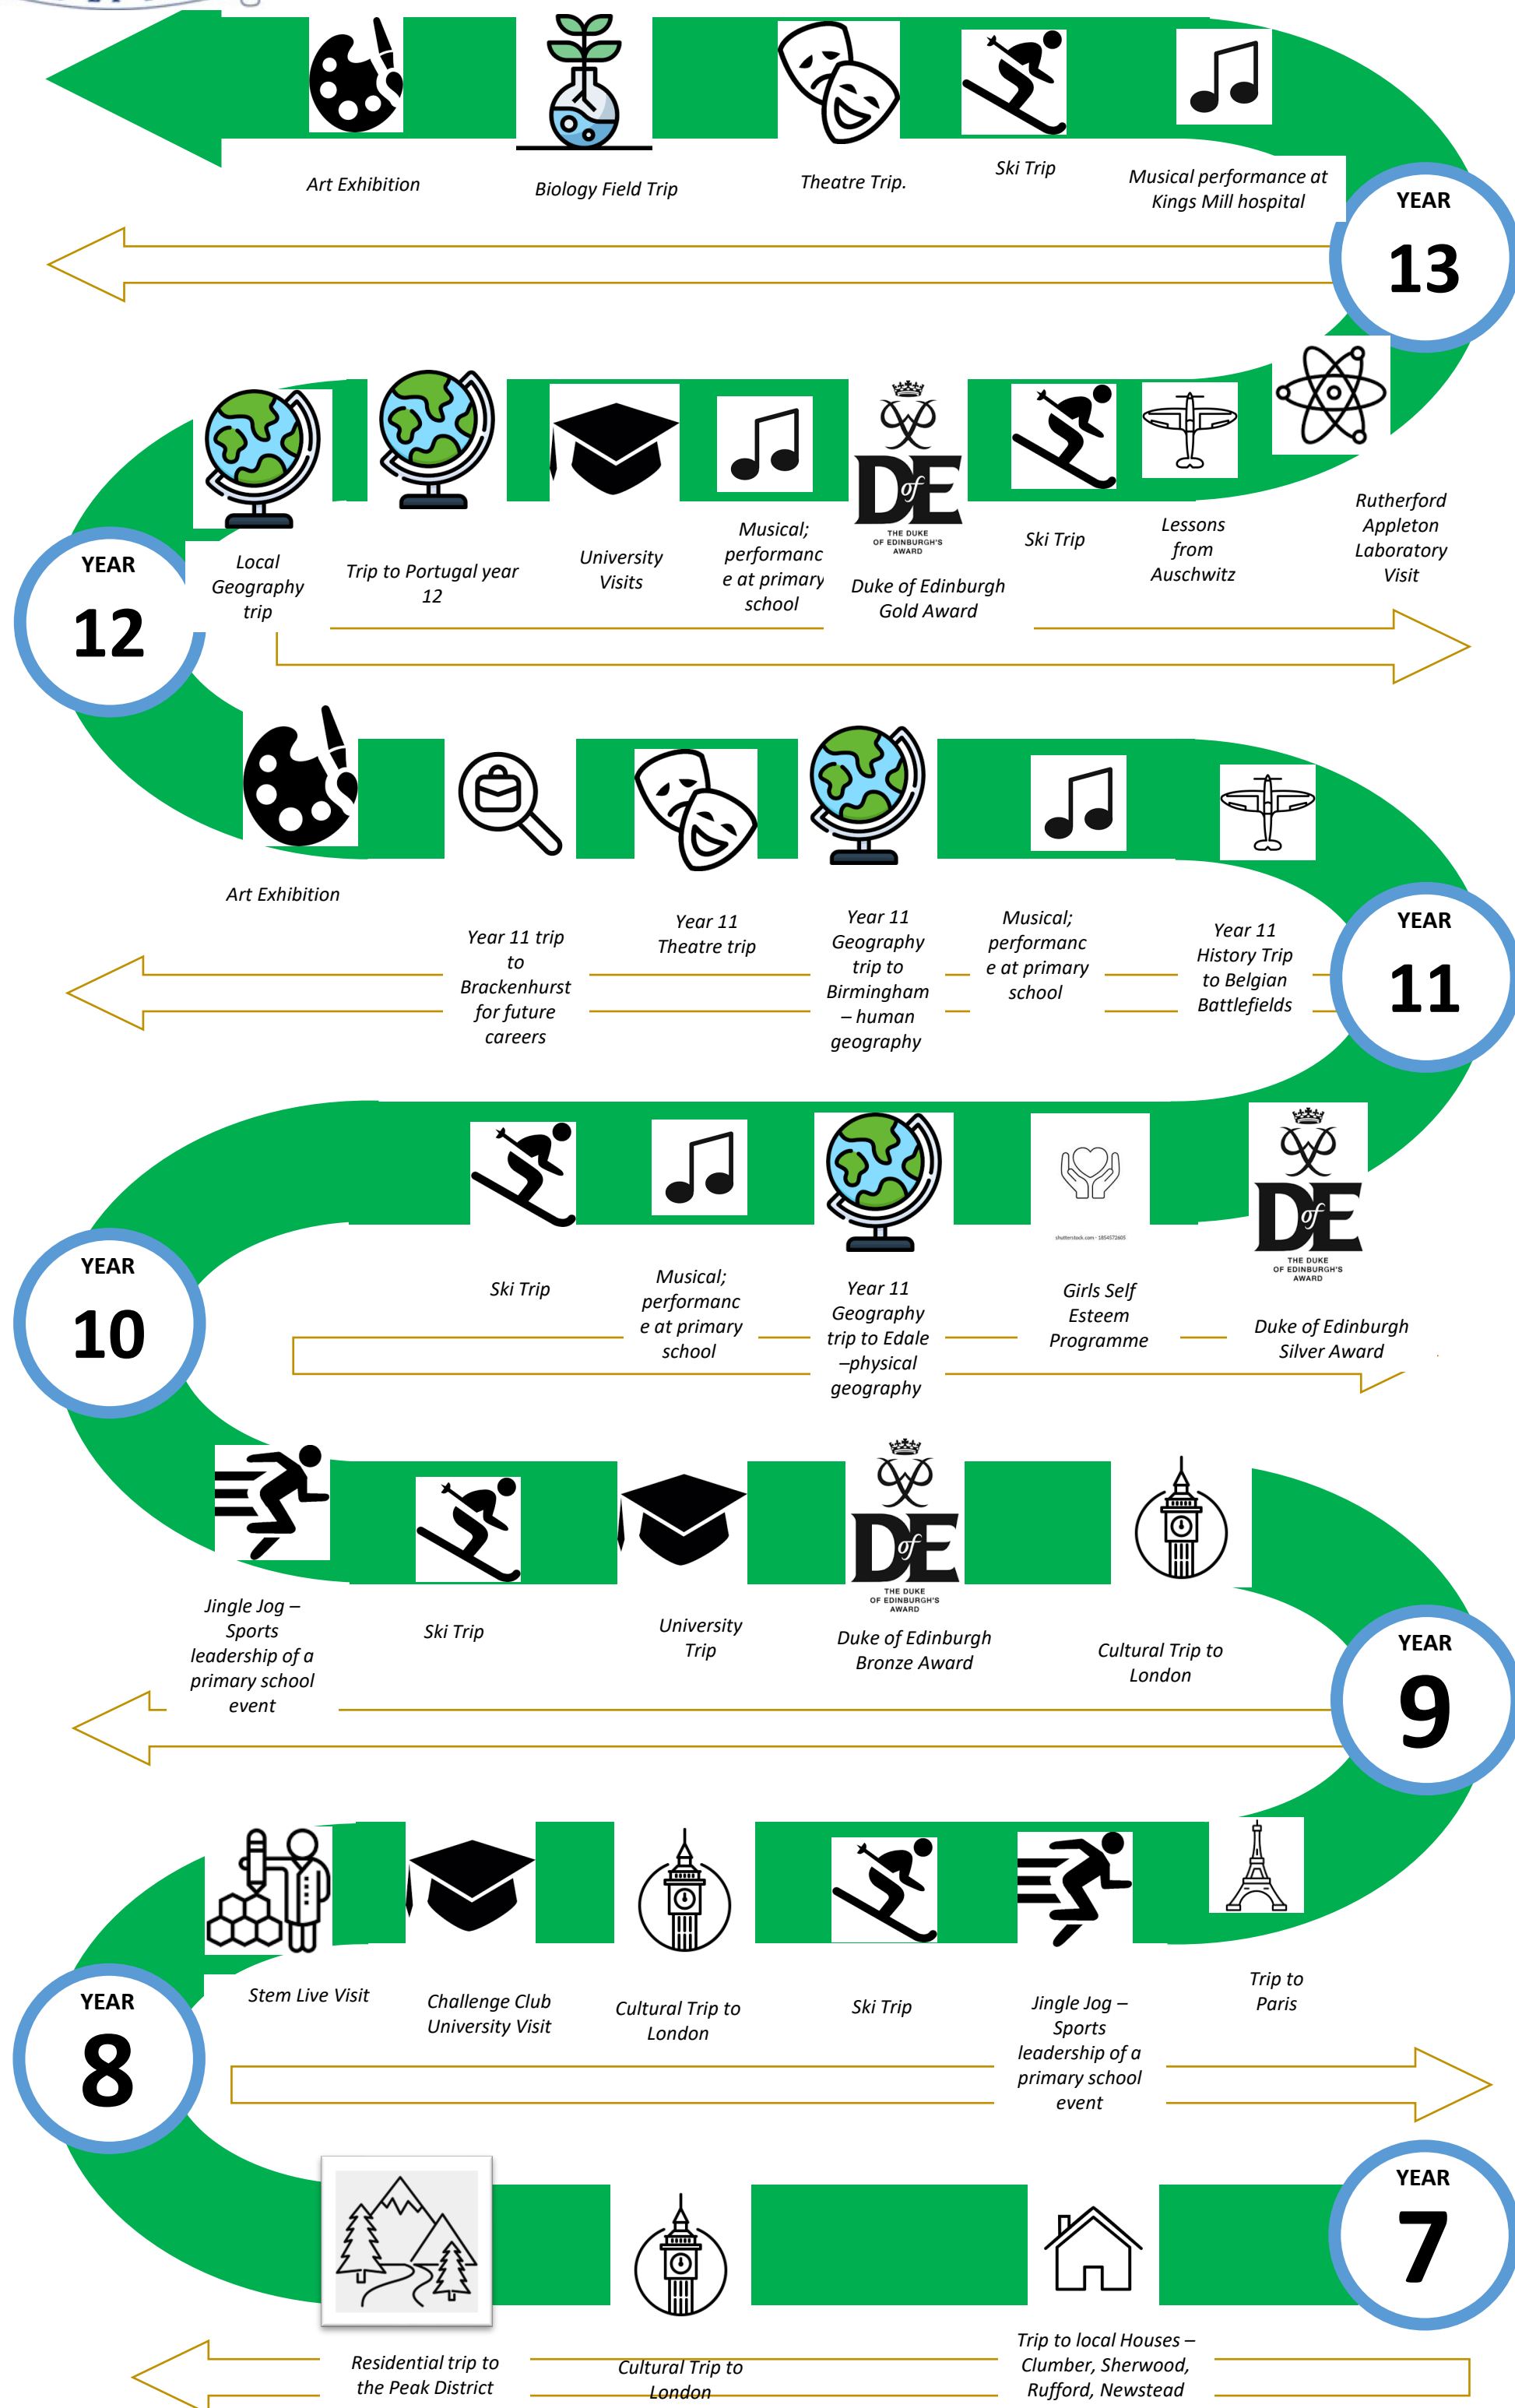 Art Exhibition
Biology Field Trip
Theatre Trip.
Ski Trip
Musical performance at
Kings Mill hospital
YEAR
13
Local
Geography
trip
Trip to Portugal year
12
University
Visits
Musical;
performanc
e at primary
school
DofE
THE DUKE
OF EDINBURGH'S
AWARD
Duke of Edinburgh
Gold Award
Ski Trip
Lessons
from
Auschwitz
Rutherford
Appleton
Laboratory
Visit
YEAR
12
Art Exhibition
Year 11 trip
to
Brackenhurst
for future
careers
Year 11
Theatre trip
Year 11
Geography
trip to
Birmingham
– human
geography
Musical;
performanc
e at primary
school
Year 11
History Trip
to Belgian
Battlefields
YEAR
11
YEAR
10
Ski Trip
Musical;
performanc
e at primary
school
Year 11
Geography
trip to Edale
–physical
geography
shutterstock.com · 1854572605
Girls Self
Esteem
Programme
DofE
THE DUKE
OF EDINBURGH'S
AWARD
Duke of Edinburgh
Silver Award
Jingle Jog –
Sports
leadership of a
primary school
event
Ski Trip
University
Trip
DofE
THE DUKE
OF EDINBURGH'S
AWARD
Duke of Edinburgh
Bronze Award
Cultural Trip to
London
YEAR
9
Stem Live Visit
Challenge Club
University Visit
Cultural Trip to
London
Ski Trip
Jingle Jog –
Sports
leadership of a
primary school
event
Trip to
Paris
YEAR
8
YEAR
7
Residential trip to
the Peak District
Cultural Trip to
London
Trip to local Houses –
Clumber, Sherwood,
Rufford, Newstead